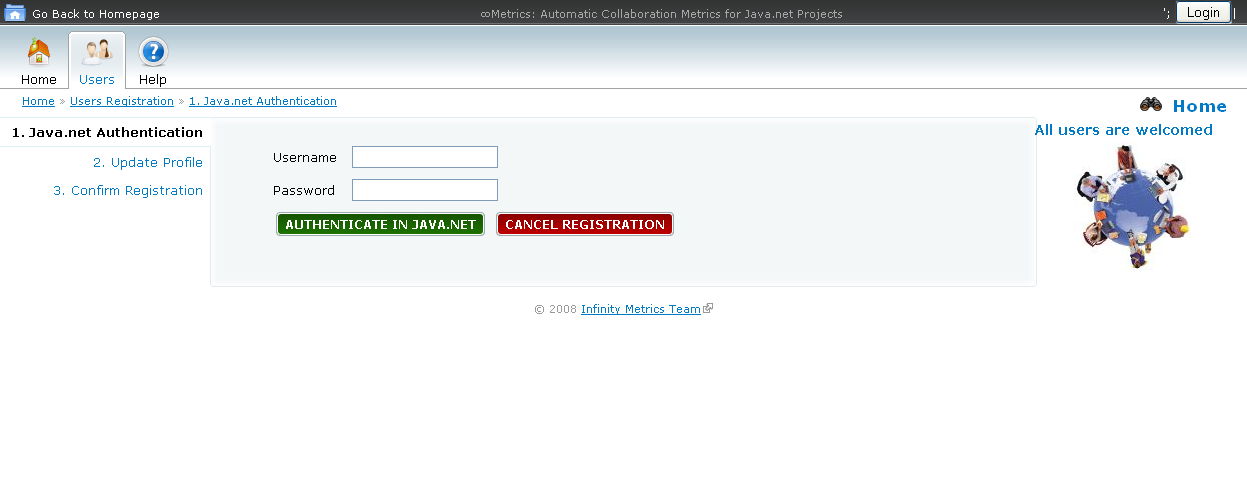 Go Back to Homepage
∞Metrics: Automatic Collaboration Metrics for Java.net Projects
'; Login |
Home
Users
Help
Home » Users Registration » 1. Java.net Authentication
Home
1. Java.net Authentication
2. Update Profile
3. Confirm Registration
Username
Password
AUTHENTICATE IN JAVA.NET
CANCEL REGISTRATION
All users are welcomed
© 2008 Infinity Metrics Team